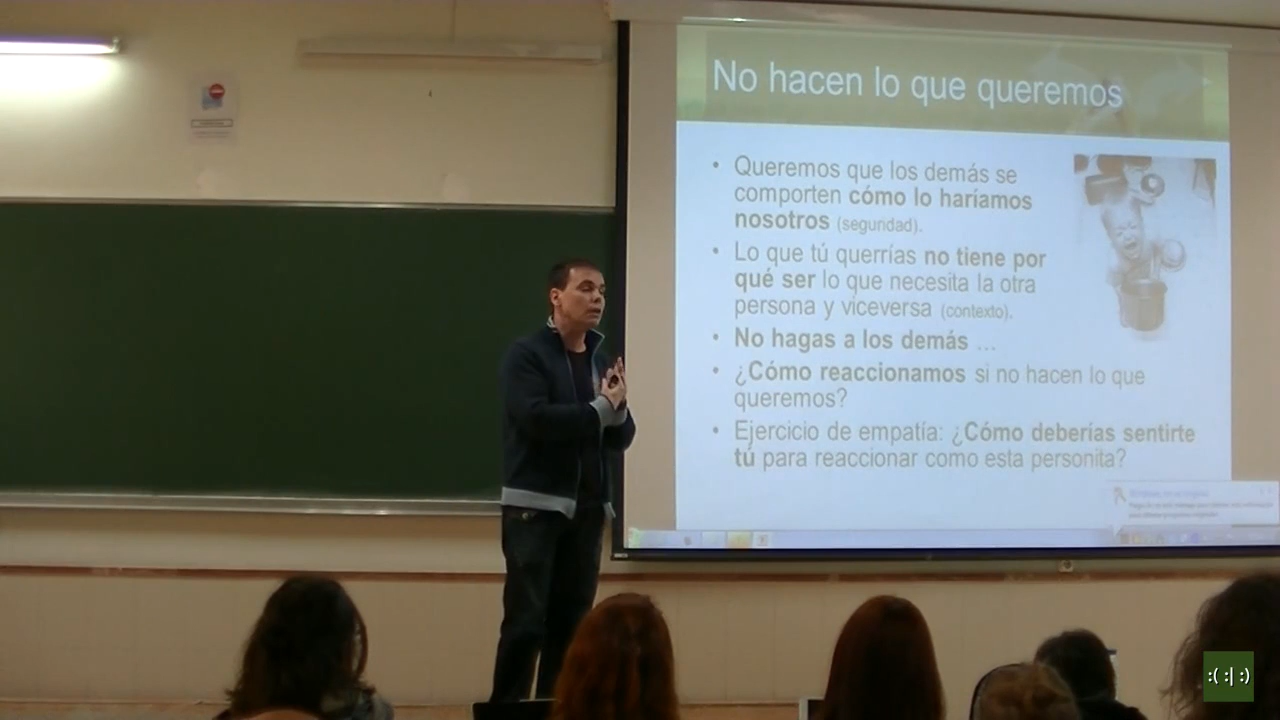 No hacen lo que queremos
• Queremos que los demás se
comporten cómo lo haríamos
nosotros (seguridad).
• Lo que tú querrías no tiene por
qué ser lo que necesita la otra
persona y viceversa (contexto).
• No hagas a los demás ...
• ¿Cómo reaccionamos si no hacen lo que
queremos?
• Ejercicio de empatía: ¿Cómo deberías sentirte
tú para reaccionar como esta personita?
:( :| :)